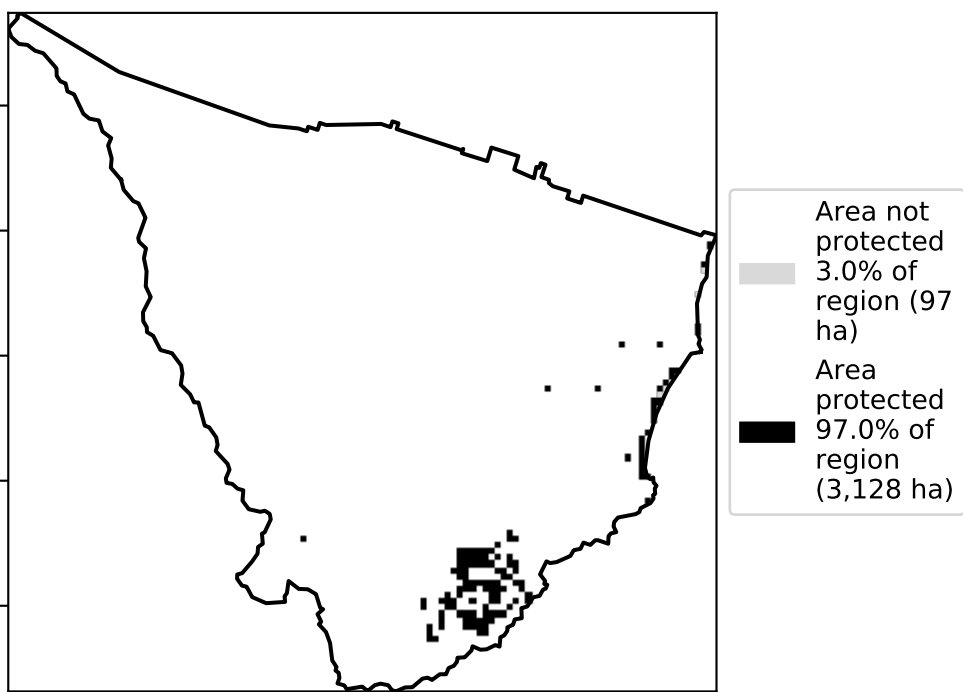 Area not
protected
3.0% of
region (97
ha)
Area
protected
97.0% of
region
(3,128 ha)